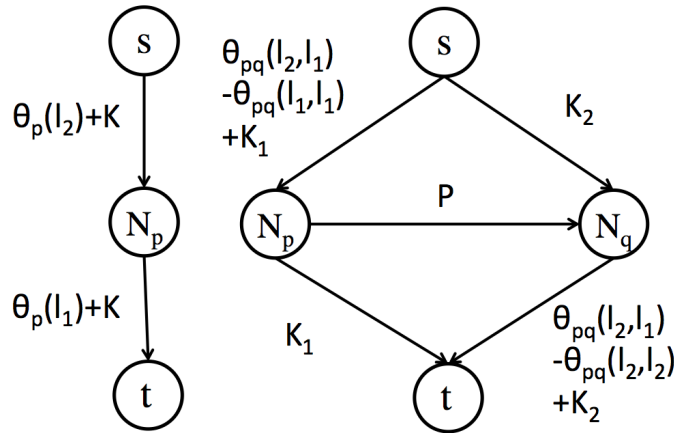 s
θp(l2)+K
Np
θp(l1)+K
t
s
θpq(l2,l1)
-θpq(l1,l1)
+K1
K2
P
Np
Nq
K1
θpq(l2,l1)
-θpq(l2,l2)
+K2
t